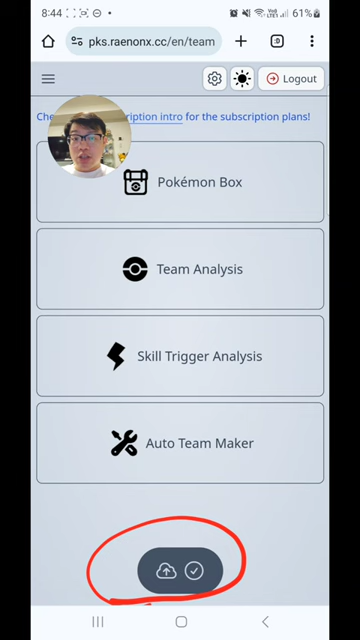 8:44 61%
pks.raenonx.cc/en/team
:D
Logout
Che ription intro for the subscription plans!
Pokémon Box
Team Analysis
Skill Trigger Analysis
Auto Team Maker